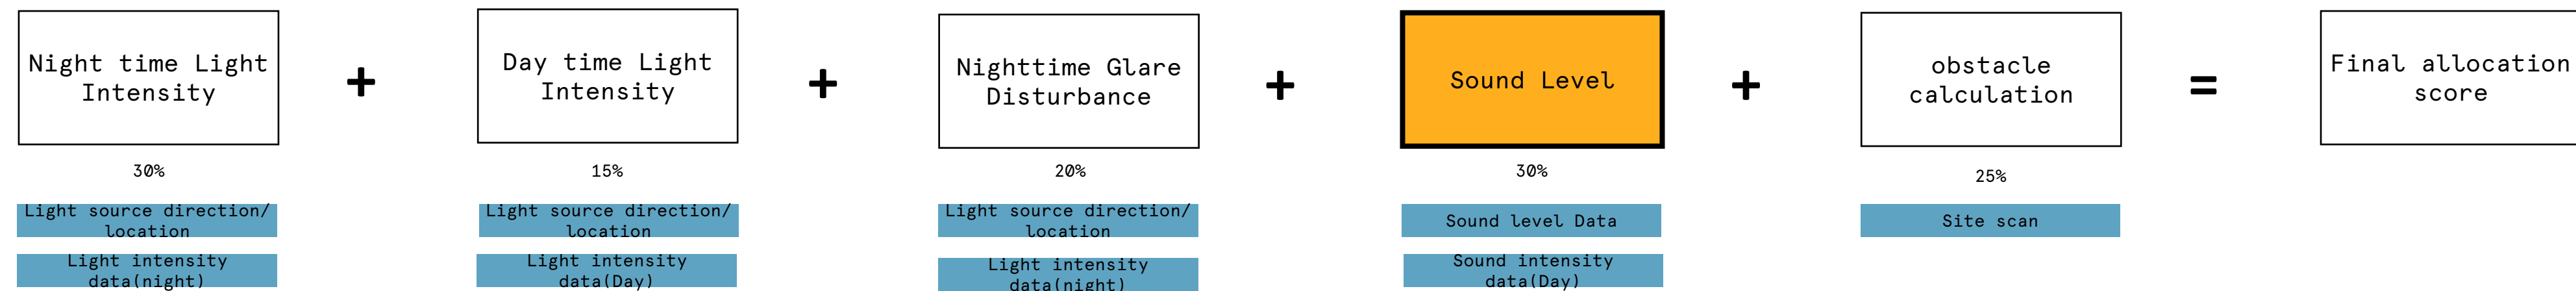 Night time Light
Intensity
+
Day time Light
Intensity
+
Nighttime Glare
Disturbance
+
Sound Level
+
obstacle
calculation
=
Final allocation
score
30%
15%
20%
30%
25%
Light source direction/
location
Light source direction/
location
Light source direction/
location
Sound level Data
Site scan
Light intensity
data(night)
Light intensity
data(Day)
Light intensity
data(night)
Sound intensity
data(Day)